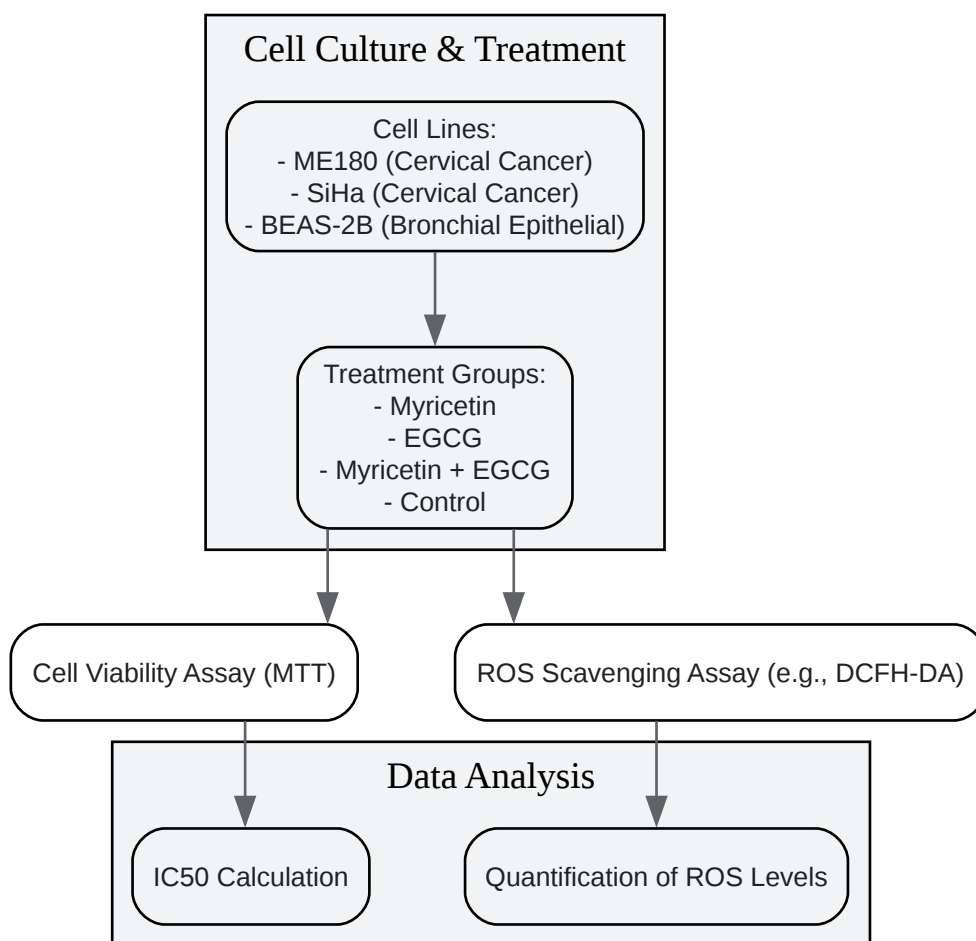 Cell Culture & Treatment
Cell Lines:
- ME180 (Cervical Cancer)
- SiHa (Cervical Cancer)
- BEAS-2B (Bronchial Epithelial)
Treatment Groups:
- Myricetin
- EGCG
- Myricetin + EGCG
- Control
Cell Viability Assay (MTT)
ROS Scavenging Assay (e.g., DCFH-DA)
Data Analysis
IC50 Calculation
Quantification of ROS Levels